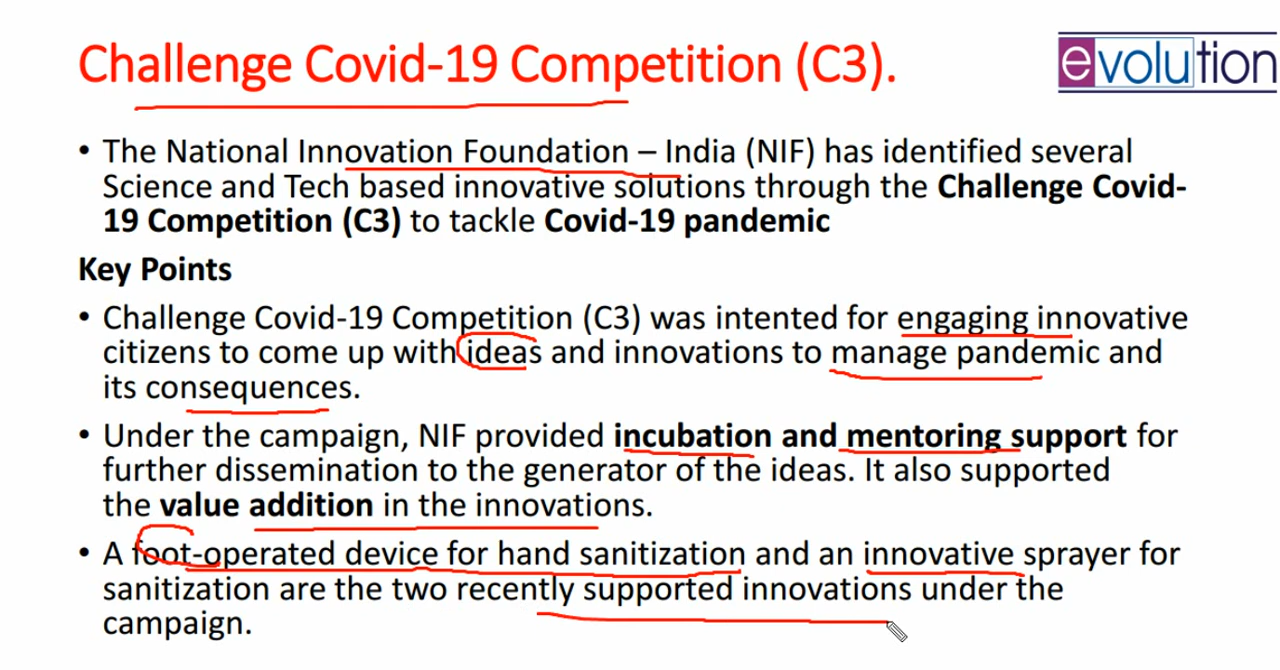 Challenge Covid-19 Competition (C3).
evolution
• The National Innovation Foundation – India (NIF) has identified several
Science and Tech based innovative solutions through the Challenge Covid-
19 Competition (C3) to tackle Covid-19 pandemic
Key Points
• Challenge Covid-19 Competition (C3) was intented for engaging innovative
citizens to come up with ideas and innovations to manage pandemic and
its consequences.
• Under the campaign, NIF provided incubation and mentoring support for
further dissemination to the generator of the ideas. It also supported
the value addition in the innovations.
• A foot-operated device for hand sanitization and an innovative sprayer for
sanitization are the two recently supported innovations under the
campaign.